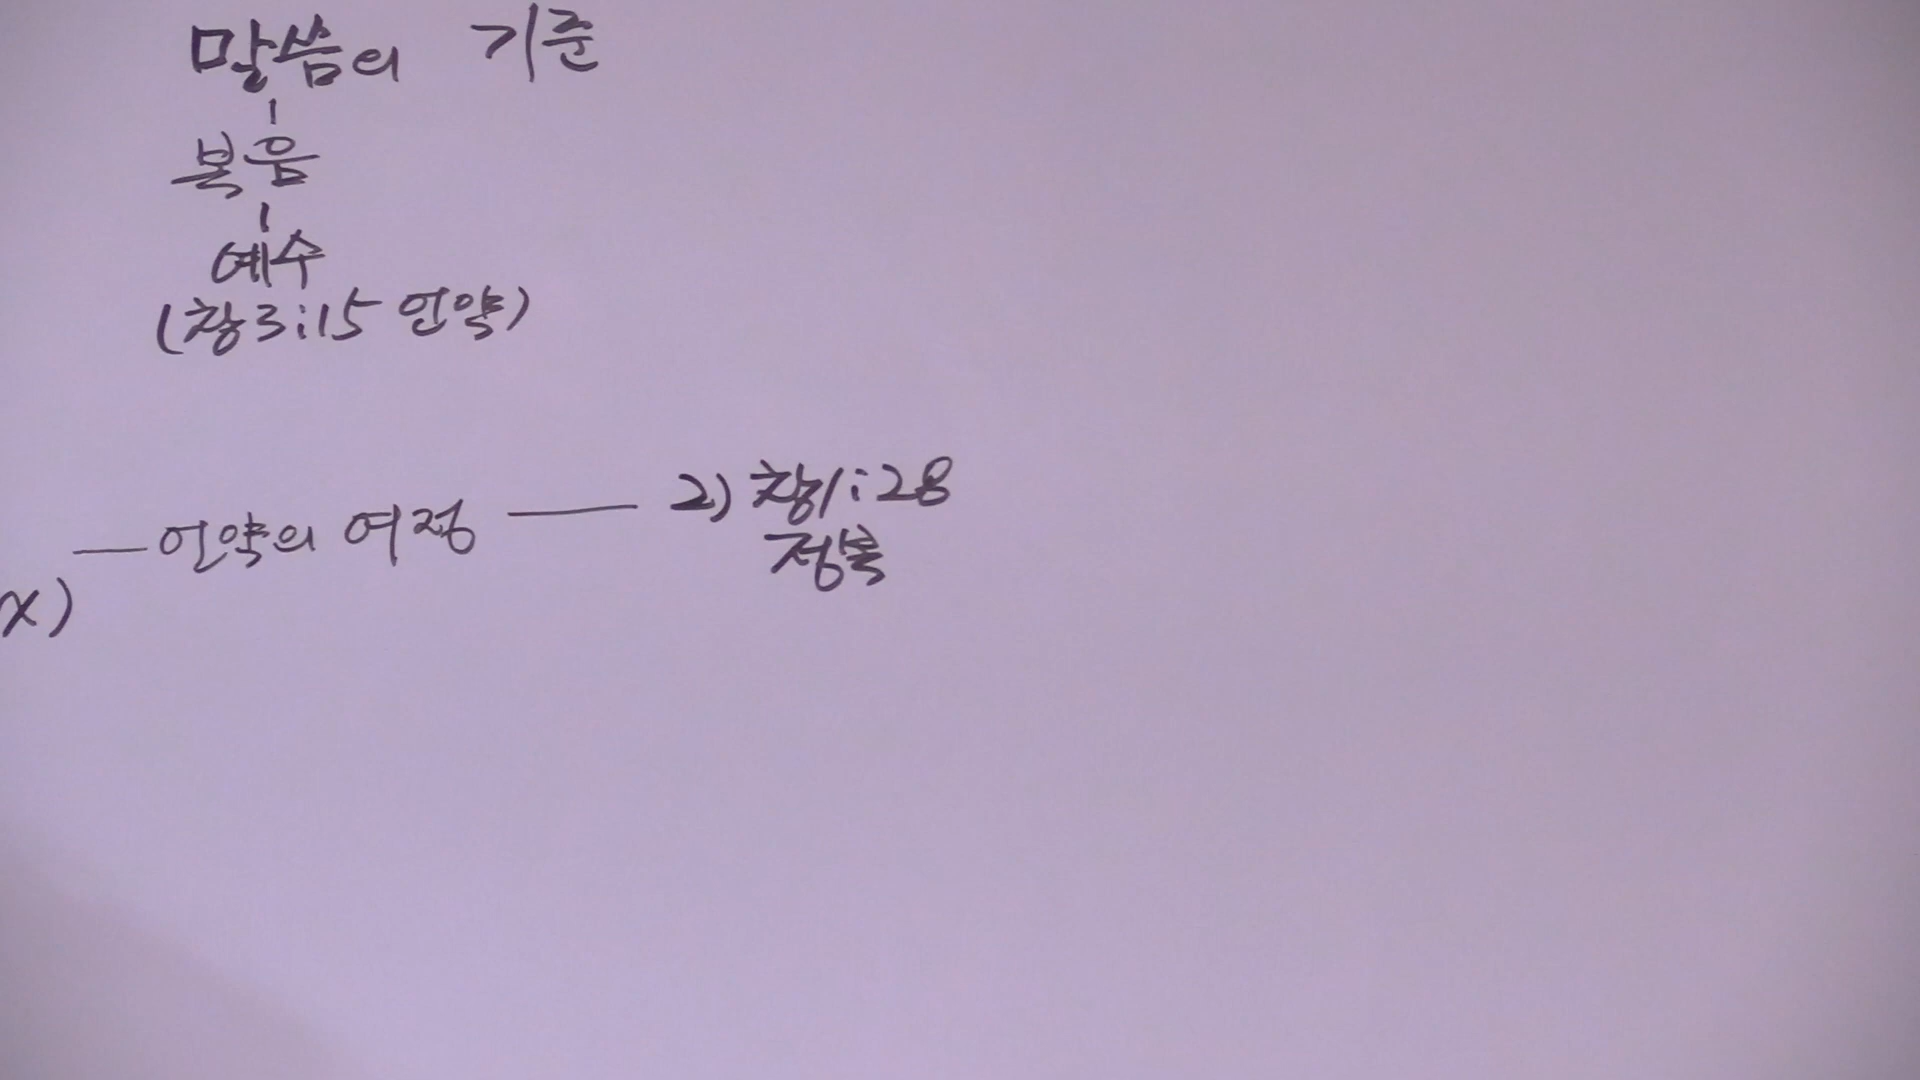 말씀의 기준
복음
예수
(창3:15 언약)
언약의 여정 — 2) 창1:28
정복
x)